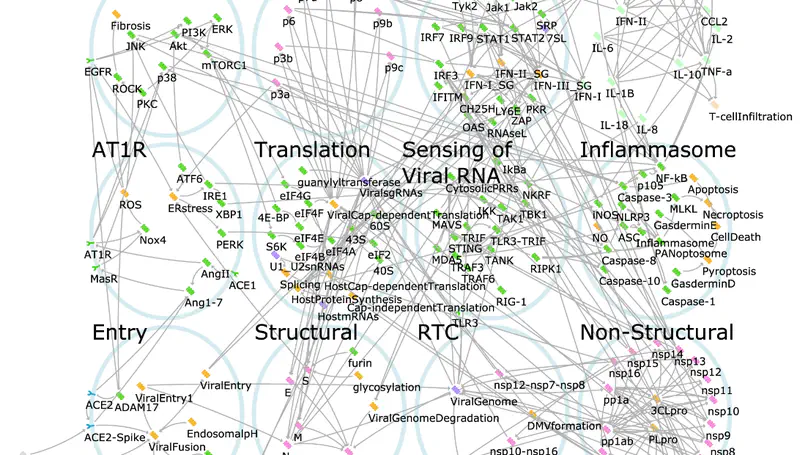 Tyk2 Jak1 Jak2
Fibrosis
PI3K ERK
JNK
Akt
EGFR
p38
mTORC1
ROCK
PKC
p6
p9b
p3b
p9c
p3a
SRP
IRF7 IRF9 STAT1 STAT2 7SL
IRF3
IFN-II_SG
IFN-I_SG
IFN-III_SG
IFN-I
IFITM
CH25H
LY6E
PKR
ZAP
OAS
RNAseL
IFN-II
CCL2
IL-6
IL-2
IL-10
TNF-a
IL-1B
T-cellInfiltration
IL-18
IL-8
AT1R
Translation
Sensing of
Viral RNA
Inflammasome
ATF6
ROS
ERstress
IRE1
XBP1
Nox4
PERK
AT1R
AngII
MasR
ACE1
Ang1-7
guanylyltransferase
ViralsgRNAs
eIF4G
4E-BP
eIF4F
ViralCap-dependentTranslation
60S
eIF4E
43S
S6K
eIF4A
eIF4B
eIF2
U1_U2snRNAs
40S
Splicing
HostCap-dependentTranslation
HostProteinSynthesis
Cap-independentTranslation
HostmRNAs
IkBa
CytosolicPRRs
NKRF
IKK
TAK1
TBK1
MAVS
TRIF
TLR3-TRIF
STING
MDA5
TANK
TRAF3
RIPK1
TRAF6
RIG-1
TLR3
NF-kB
p105
Apoptosis
Caspase-3
MLKL
iNOS
NLRP3
Necroptosis
GasderminE
NO
ASC
CellDeath
Inflammasome
PANoptosome
Caspase-8
Pyroptosis
Caspase-10
GasderminD
Caspase-1
Entry
Structural
RTC
Non-Structural
ViralEntry
ACE2
ADAM17
ViralEntry1
ACE2-Spike
EndosomalpH
ViralFusion
furin
S
E
glycosylation
M
ViralGenomeDegradation
nsp12-nsp7-nsp8
ViralGenome
DMVformation
nsp10-nsp16
nsp14
nsp13
nsp15
nsp16
nsp12
nsp11
pp1a
3CLpro
nsp10
PLpro
pp1ab
nsp9
nsp8